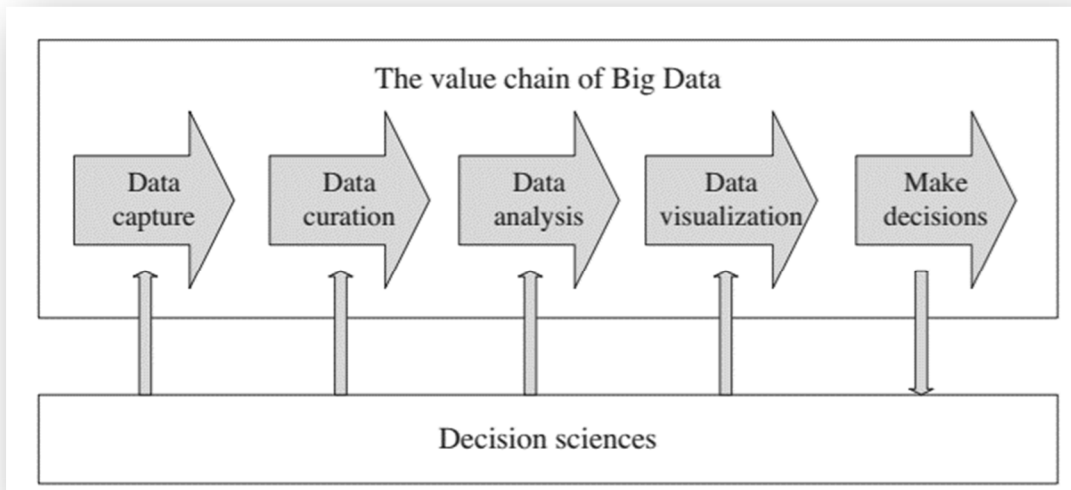 The value chain of Big Data
Data
capture
Data
curation
Data
analysis
Data
visualization
Make
decisions
Decision sciences